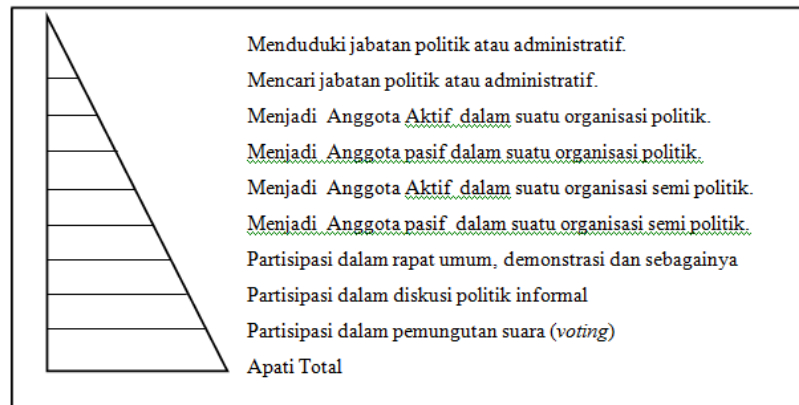 Menduduki jabatan politik atau administratif.
Mencari jabatan politik atau administratif.
Menjadi Anggota Aktif dalam suatu organisasi politik.
Menjadi Anggota pasif dalam suatu organisasi politik.
Menjadi Anggota Aktif dalam suatu organisasi semi politik.
Menjadi Anggota pasif dalam suatu organisasi semi politik.
Partisipasi dalam rapat umum, demonstrasi dan sebagainya
Partisipasi dalam diskusi politik informal
Partisipasi dalam pemungutan suara (voting)
Apati Total